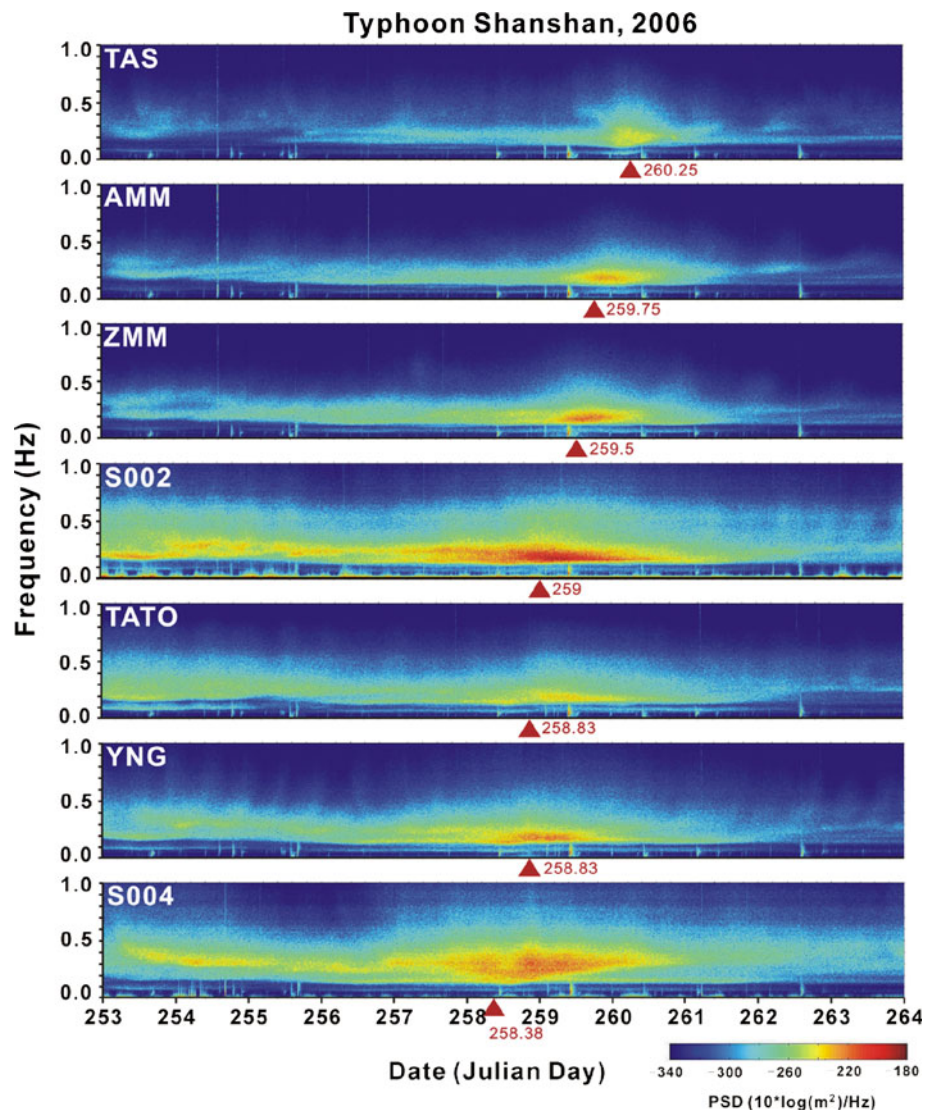 Typhoon Shanshan, 2006
Frequency (Hz)
TAS
1.0
0.5
0.0
260.25
AMM
1.0
0.5
0.0
259.75
ZMM
1.0
0.5
0.0
259.5
S002
1.0
0.5
0.0
259
TATO
1.0
0.5
0.0
258.83
YNG
1.0
0.5
0.0
258.83
S004
1.0
0.5
0.0
253 254 255 256 257 258 259 260 261 262 263 264
258.38
Date (Julian Day)
-340 -300 -260 -220 -180
PSD (10*log(m²)/Hz)